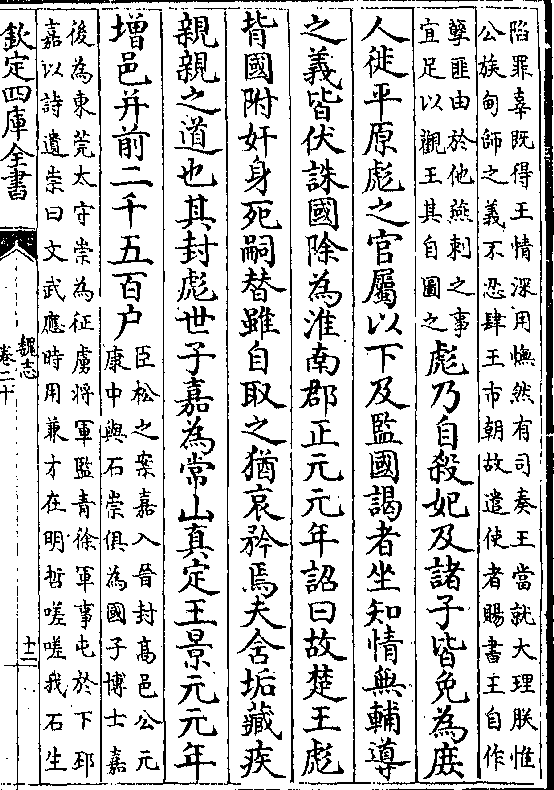 陷罪辜既得王情深用憮然有司奏王當就大理朕惟
公族甸師之義不忍肆王市朝故遣使者賜書王自作
孽匪由於他燕刺之事
宜足以觀王其自圖之
彪乃自殺妃及諸子皆免為庻
人徙平原彪之官屬以下及監國謁者坐知情無輔導
之義皆伏誅國除為淮南郡正元元年詔曰故楚王彪
背國附奸身死嗣替雖自取之猶哀矜焉夫含垢藏疾
親親之道也其封彪世子嘉為常山真定王景元元年
增邑并前二千五百户
臣松之案嘉入晉封高邑公元
康中與石崇俱為國子博士嘉
後為東莞太守崇為征虜將軍監青徐軍事屯於下邳
嘉以詩遺崇曰文武應時用兼才在明哲嗟嗟我石生
欽定四庫全書
魏志
卷二十
十二